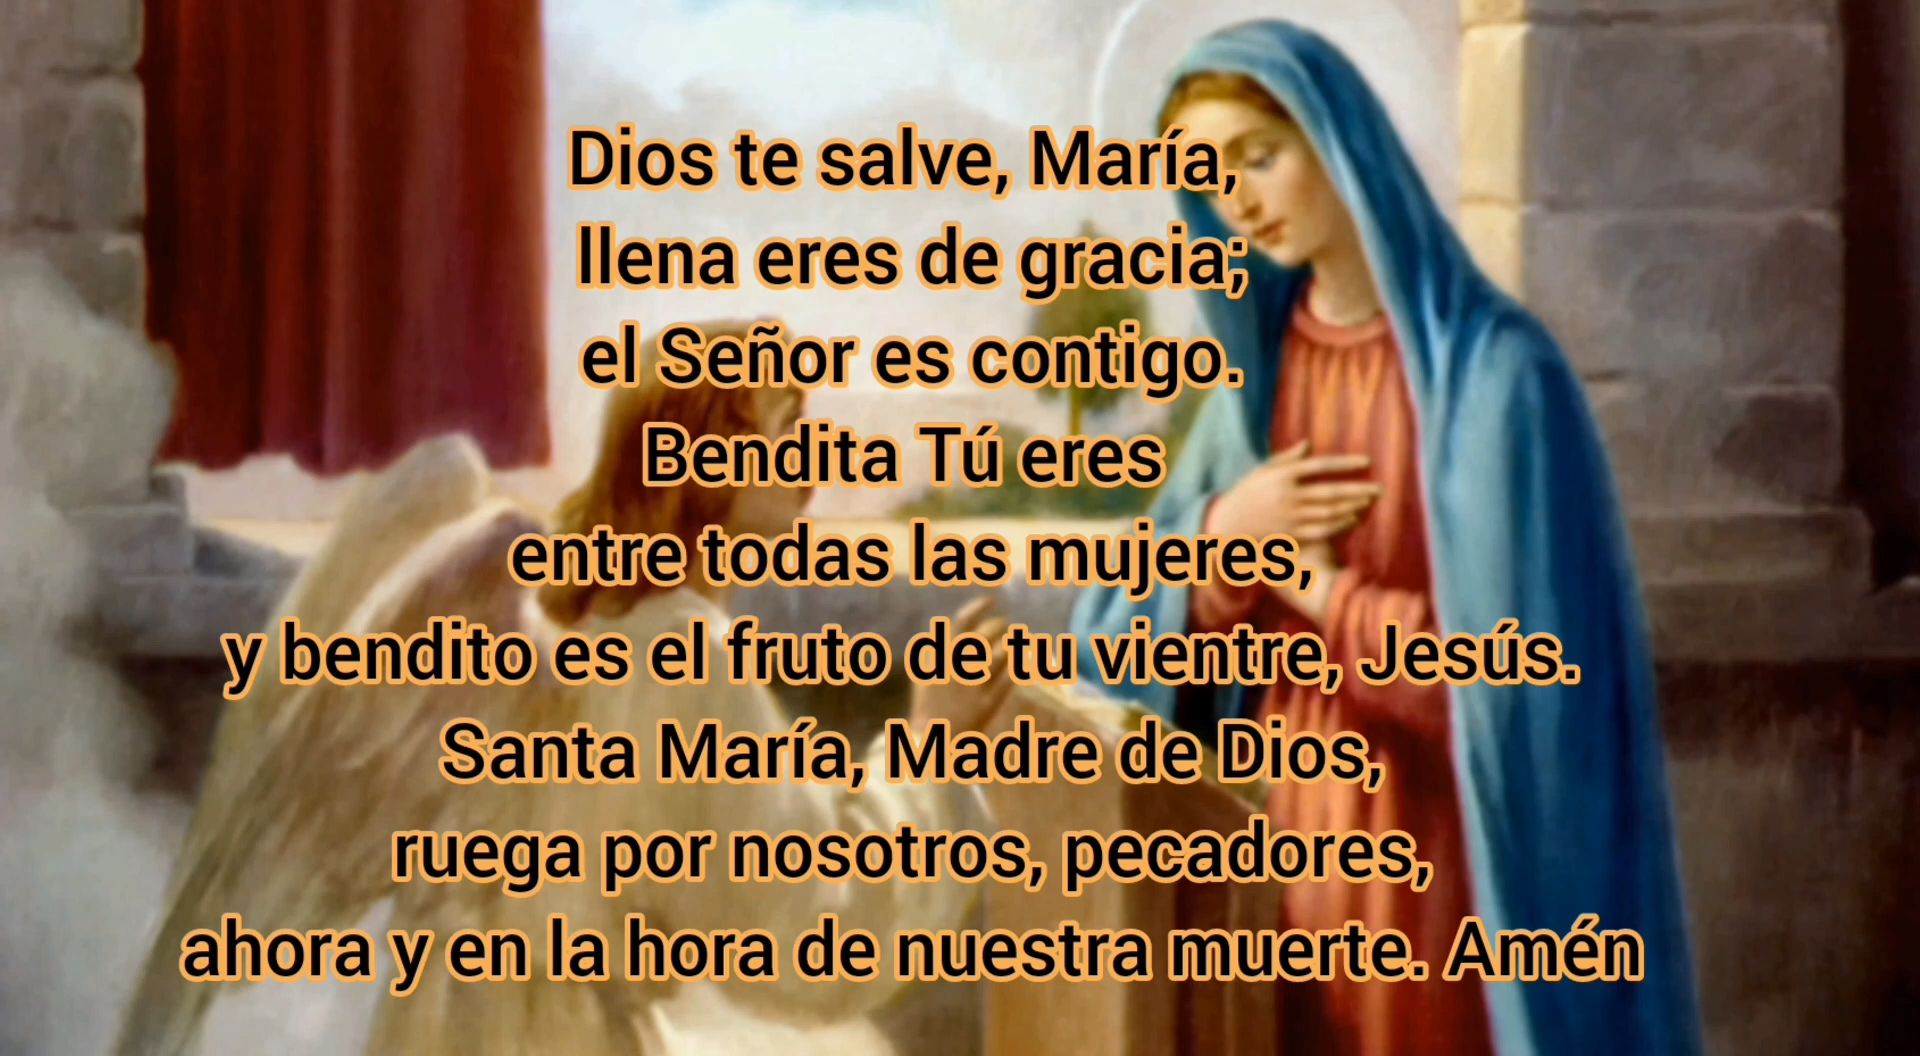 Dios te salve, María,
llena eres de gracia;
el Señor es contigo.
Bendita Tú eres
entre todas las mujeres,
y bendito es el fruto de tu vientre, Jesús.
Santa María, Madre de Dios,
ruega por nosotros, pecadores,
ahora y en la hora de nuestra muerte. Amén